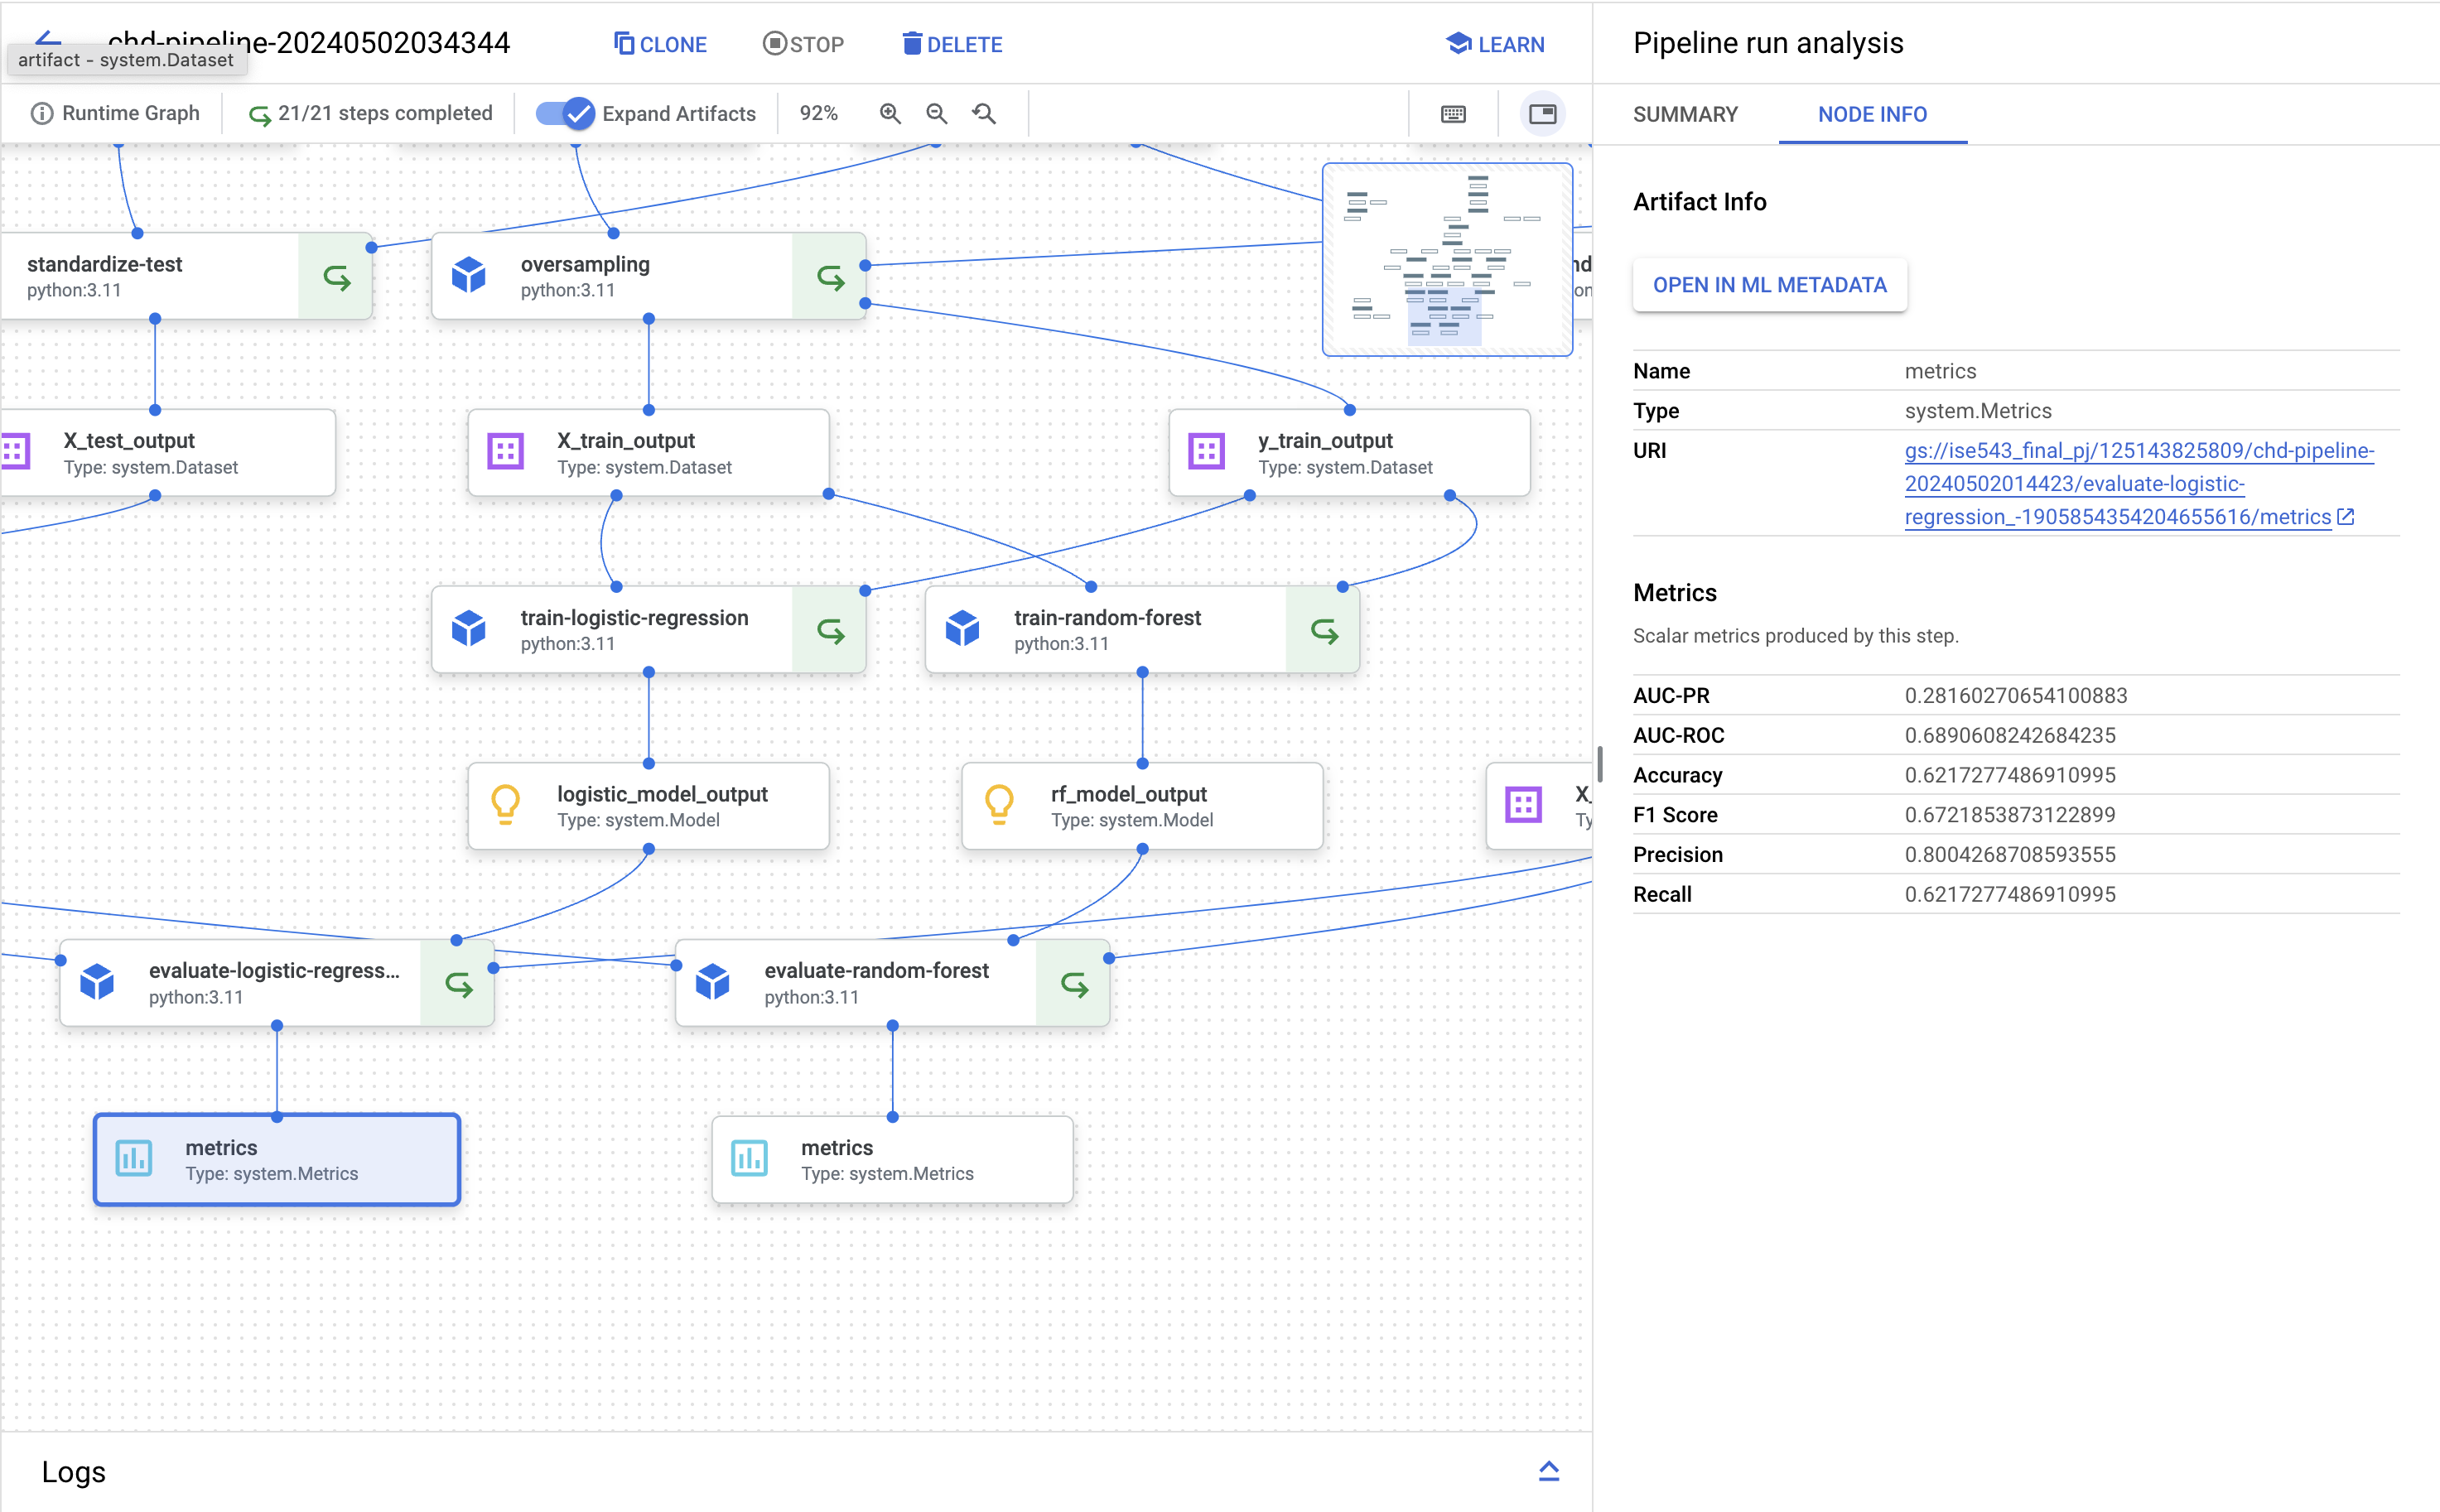 chd-pipeline-20240502034344
CLONE
STOP
DELETE
LEARN
artifact - system.Dataset
Runtime Graph
21/21 steps completed
Expand Artifacts
92%
standardize-test
python:3.11
oversampling
python:3.11
X_test_output
Type: system.Dataset
X_train_output
Type: system.Dataset
y_train_output
Type: system.Dataset
train-logistic-regression
python:3.11
train-random-forest
python:3.11
logistic_model_output
Type: system.Model
rf_model_output
Type: system.Model
X_
Ty
evaluate-logistic-regress...
python:3.11
evaluate-random-forest
python:3.11
metrics
Type: system.Metrics
metrics
Type: system.Metrics
Logs
Pipeline run analysis
SUMMARY
NODE INFO
Artifact Info
OPEN IN ML METADATA
Name metrics
Type system.Metrics
URI gs://ise543_final_pj/125143825809/chd-pipeline-
20240502014423/evaluate-logistic-
regression_-1905854354204655616/metrics
Metrics
Scalar metrics produced by this step.
AUC-PR 0.28160270654100883
AUC-ROC 0.6890608242684235
Accuracy 0.6217277486910995
F1 Score 0.6721853873122899
Precision 0.8004268708593555
Recall 0.6217277486910995